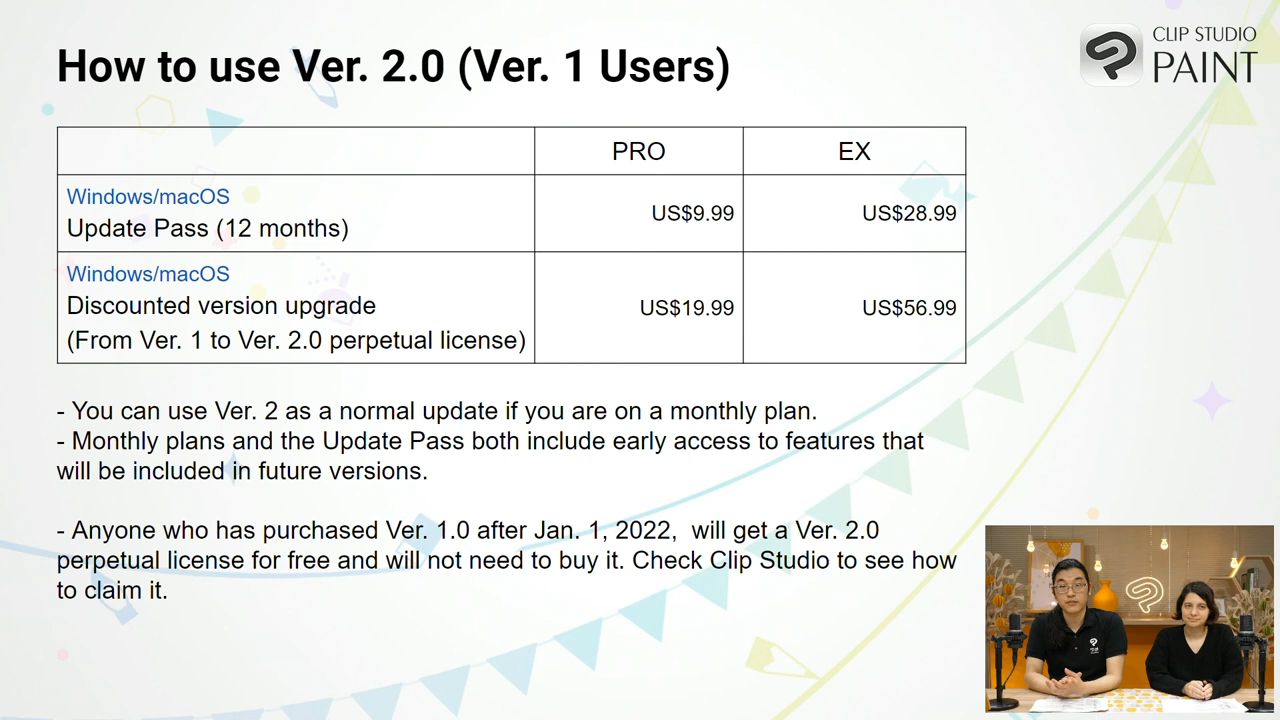 How to use Ver. 2.0 (Ver. 1 Users)
CLIP STUDIO
PAINT
PRO
EX
Windows/macOS
Update Pass (12 months)
US$9.99
US$28.99
Windows/macOS
Discounted version upgrade
(From Ver. 1 to Ver. 2.0 perpetual license)
US$19.99
US$56.99
- You can use Ver. 2 as a normal update if you are on a monthly plan.
- Monthly plans and the Update Pass both include early access to features that
will be included in future versions.
- Anyone who has purchased Ver. 1.0 after Jan. 1, 2022,  will get a Ver. 2.0
perpetual license for free and will not need to buy it. Check Clip Studio to see how
to claim it.